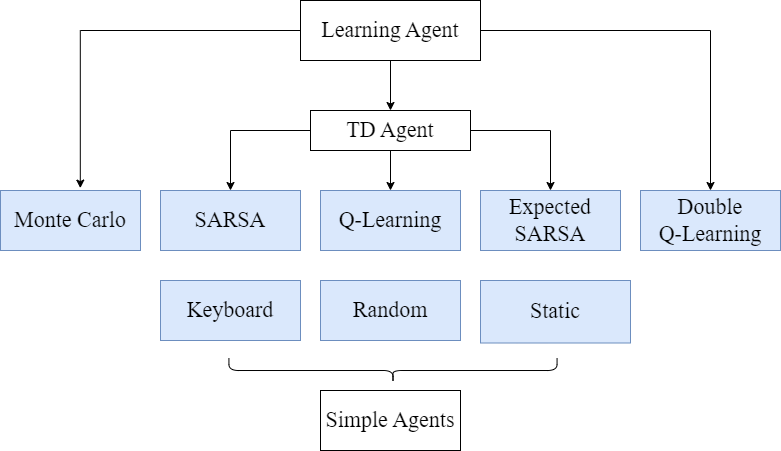 Learning Agent
TD Agent
Monte Carlo
SARSA
Q-Learning
Expected
SARSA
Double
Q-Learning
Keyboard
Random
Static
Simple Agents